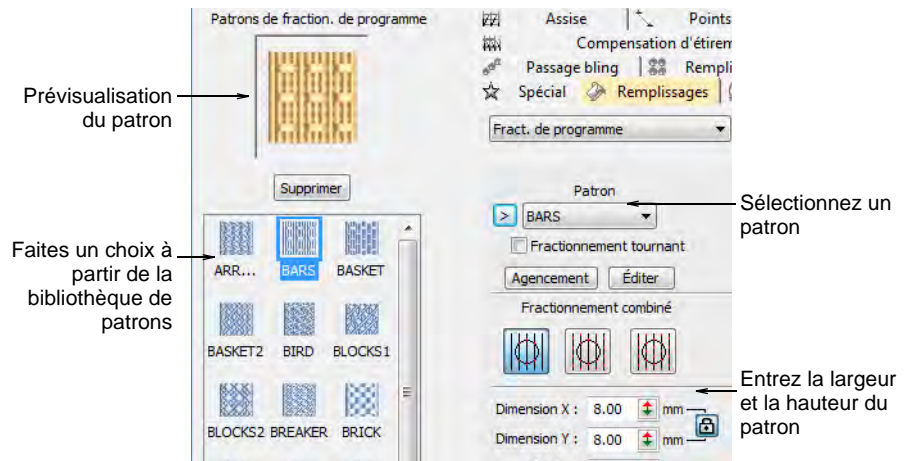 Patrons de fraction. de programme
Prévisualisation
du patron
Supprimer
Faites un choix à
partir de la
bibliothèque de
patrons
ARR... BARS BASKET
BASKET2 BIRD BLOCKS1
BLOCKS2 BREAKER BRICK
Assise Points
Compensation d'étirem
Passage bling Rempli
Spécial Remplissages
Fract. de programme
Patron
> BARS
Fractionnement tournant
Agencement Éditer
Fractionnement combiné
Dimension X : 8.00 mm
Dimension Y : 8.00 mm
Sélectionnez un
patron
Entrez la largeur
et la hauteur du
patron